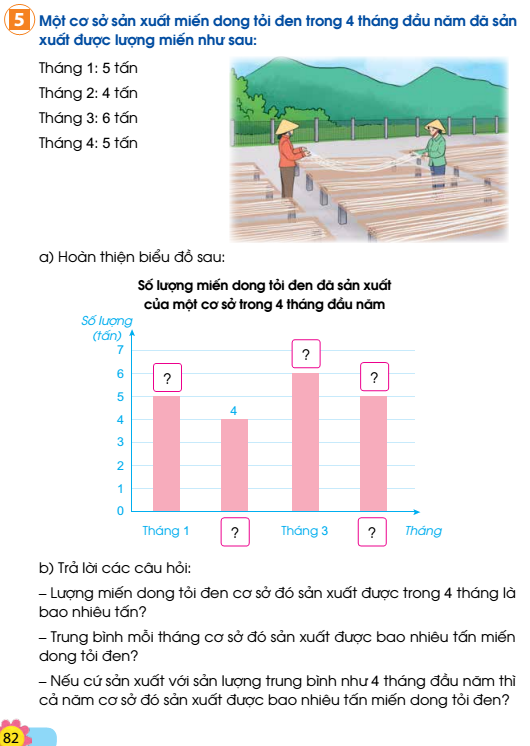 5 Một cơ sở sản xuất miến dong tỏi đen trong 4 tháng đầu năm đã sản
xuất được lượng miến như sau:
Tháng 1: 5 tấn
Tháng 2: 4 tấn
Tháng 3: 6 tấn
Tháng 4: 5 tấn
a) Hoàn thiện biểu đồ sau:
Số lượng miến dong tỏi đen đã sản xuất
của một cơ sở trong 4 tháng đầu năm
Số lượng
(tấn)
7
6
5
4
3
2
1
0
?
4
?
?
Tháng 1
?
Tháng 3
?
Tháng
b) Trả lời các câu hỏi:
– Lượng miến dong tỏi đen cơ sở đó sản xuất được trong 4 tháng là
bao nhiêu tấn?
– Trung bình mỗi tháng cơ sở đó sản xuất được bao nhiêu tấn miến
dong tỏi đen?
– Nếu cứ sản xuất với sản lượng trung bình như 4 tháng đầu năm thì
cả năm cơ sở đó sản xuất được bao nhiêu tấn miến dong tỏi đen?
82